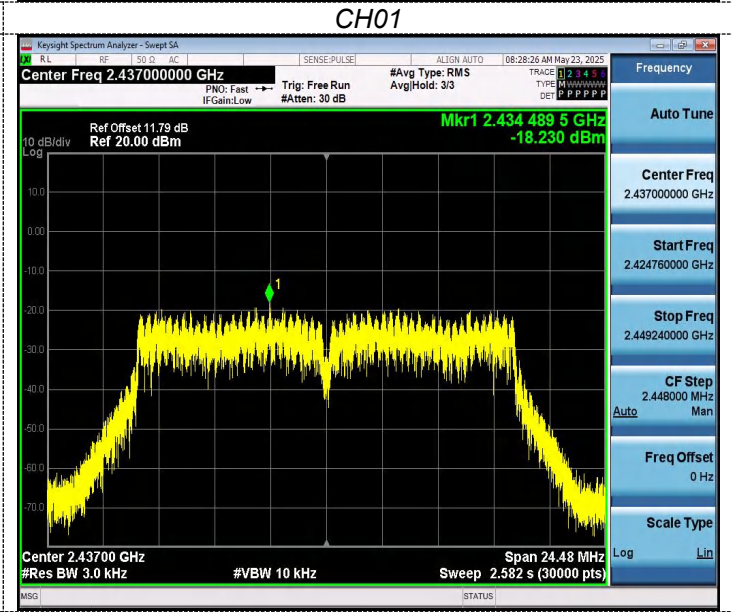 CH01
Keysight Spectrum Analyzer - Swept SA
RL RF 50 Ω AC SENSE:PULSE ALIGN AUTO 08:28:26 AM May 23, 2025
Center Freq 2.437000000 GHz
PNO: Fast
IFGain:Low
Trig: Free Run
#Atten: 30 dB
#Avg Type: RMS
Avg|Hold: 3/3
TRACE 1 2 3 4 5 6
TYPE M WWWWW
DET P P P P P P
Frequency
Auto Tune
Center Freq
2.437000000 GHz
Start Freq
2.424760000 GHz
Stop Freq
2.449240000 GHz
CF Step
2.448000 MHz
Auto Man
Freq Offset
0 Hz
Scale Type
Log Lin
Mkr1 2.434 489 5 GHz
-18.230 dBm
Ref Offset 11.79 dB
10 dB/div Ref 20.00 dBm
Log
10.0
0.00
-10.0
-20.0
-30.0
-40.0
-50.0
-60.0
-70.0
1
Center 2.43700 GHz Span 24.48 MHz
#Res BW 3.0 kHz #VBW 10 kHz Sweep 2.582 s (30000 pts)
MSG STATUS